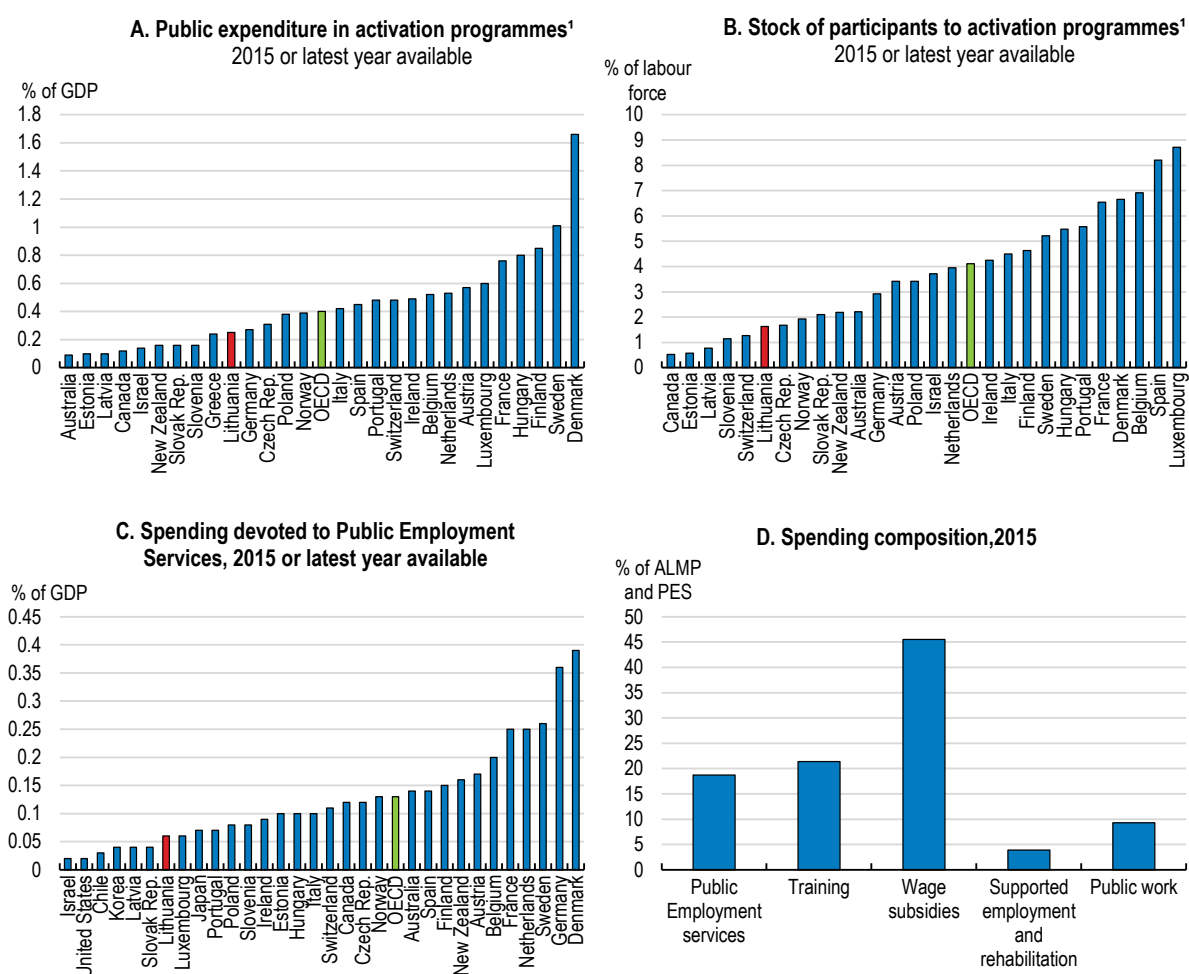 A. Public expenditure in activation programmes¹
2015 or latest year available
% of GDP
1.8
1.6
1.4
1.2
1
0.8
0.6
0.4
0.2
0
Australia
Estonia
Latvia
Canada
Israel
New Zealand
Slovak Rep.
Slovenia
Greece
Lithuania
Germany
Czech Rep.
Poland
Norway
OECD
Italy
Spain
Portugal
Switzerland
Ireland
Belgium
Netherlands
Austria
Luxembourg
France
Hungary
Finland
Sweden
Denmark
B. Stock of participants to activation programmes¹
2015 or latest year available
% of labour
force
10
9
8
7
6
5
4
3
2
1
0
Canada
Estonia
Latvia
Slovenia
Switzerland
Lithuania
Czech Rep.
Norway
Slovak Rep.
New Zealand
Australia
Germany
Austria
Poland
Israel
Netherlands
OECD
Ireland
Italy
Finland
Sweden
Hungary
Portugal
France
Denmark
Belgium
Spain
Luxembourg
C. Spending devoted to Public Employment
Services, 2015 or latest year available
% of GDP
0.45
0.4
0.35
0.3
0.25
0.2
0.15
0.1
0.05
0
Israel
United States
Chile
Korea
Latvia
Slovak Rep.
Lithuania
Luxembourg
Japan
Portugal
Poland
Slovenia
Ireland
Estonia
Hungary
Italy
Switzerland
Canada
Czech Rep.
Norway
OECD
Australia
Spain
Finland
New Zealand
Austria
Belgium
France
Netherlands
Sweden
Germany
Denmark
D. Spending composition,2015
% of ALMP
and PES
50
45
40
35
30
25
20
15
10
5
0
Public
Employment
services
Training
Wage
subsidies
Supported
employment
and
rehabilitation
Public work